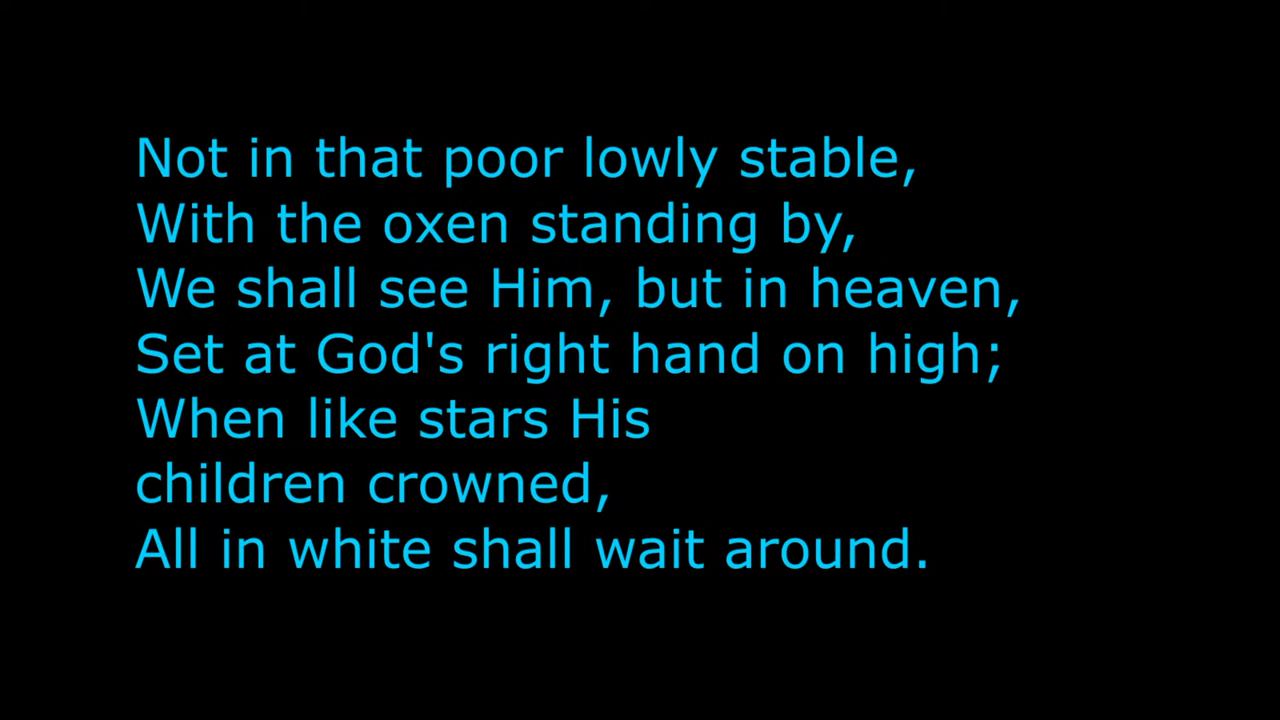 Not in that poor lowly stable,
With the oxen standing by,
We shall see Him, but in heaven,
Set at God's right hand on high;
When like stars His
children crowned,
All in white shall wait around.